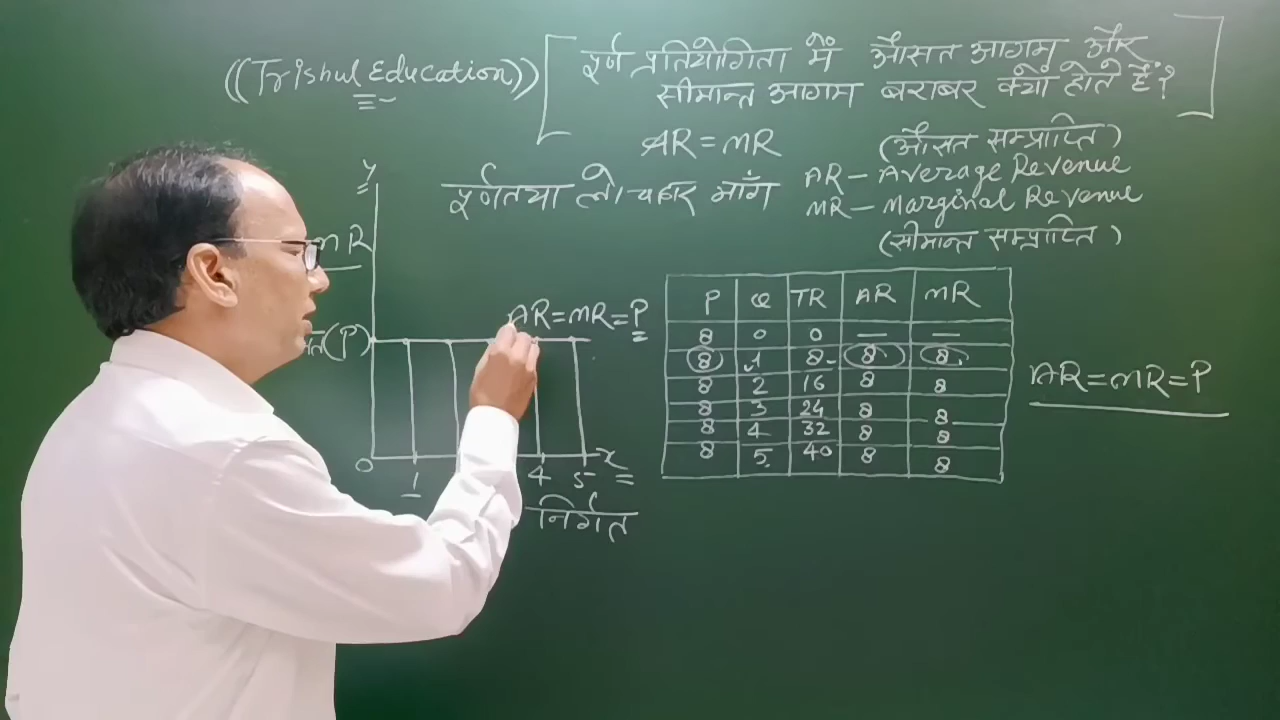 ((Trishul Education))
पूर्ण प्रतियोगिता में औसत आगम और
सीमान्त आगम बराबर क्यों होते हैं?
AR = MR
(औसत सम्प्राप्ति)
पूर्णतया लोचदार माँग
AR - Average Revenue
MR - Marginal Revenue
(सीमान्त सम्प्राप्ति)
y
MR
(P)
AR = MR = P
0
1
4 5
x
निर्गत
P Q TR AR MR
8 0 0 — —
8 1 8 8 8
8 2 16 8 8
8 3 24 8 8
8 4 32 8 8
8 5 40 8 8
AR = MR = P